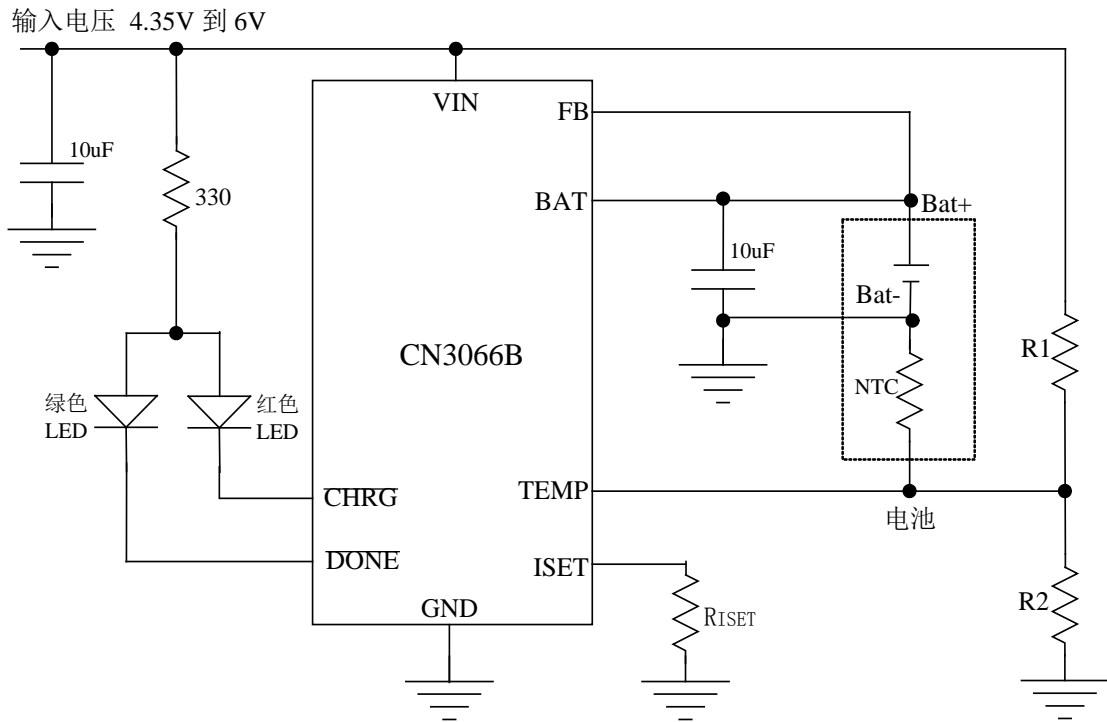 输入电压 4.35V 到 6V
VIN
FB
10uF
330
BAT
Bat+
10uF
Bat-
CN3066B
R1
NTC
绿色
LED
红色
LED
CHRG
TEMP
电池
DONE
ISET
GND
RISET
R2